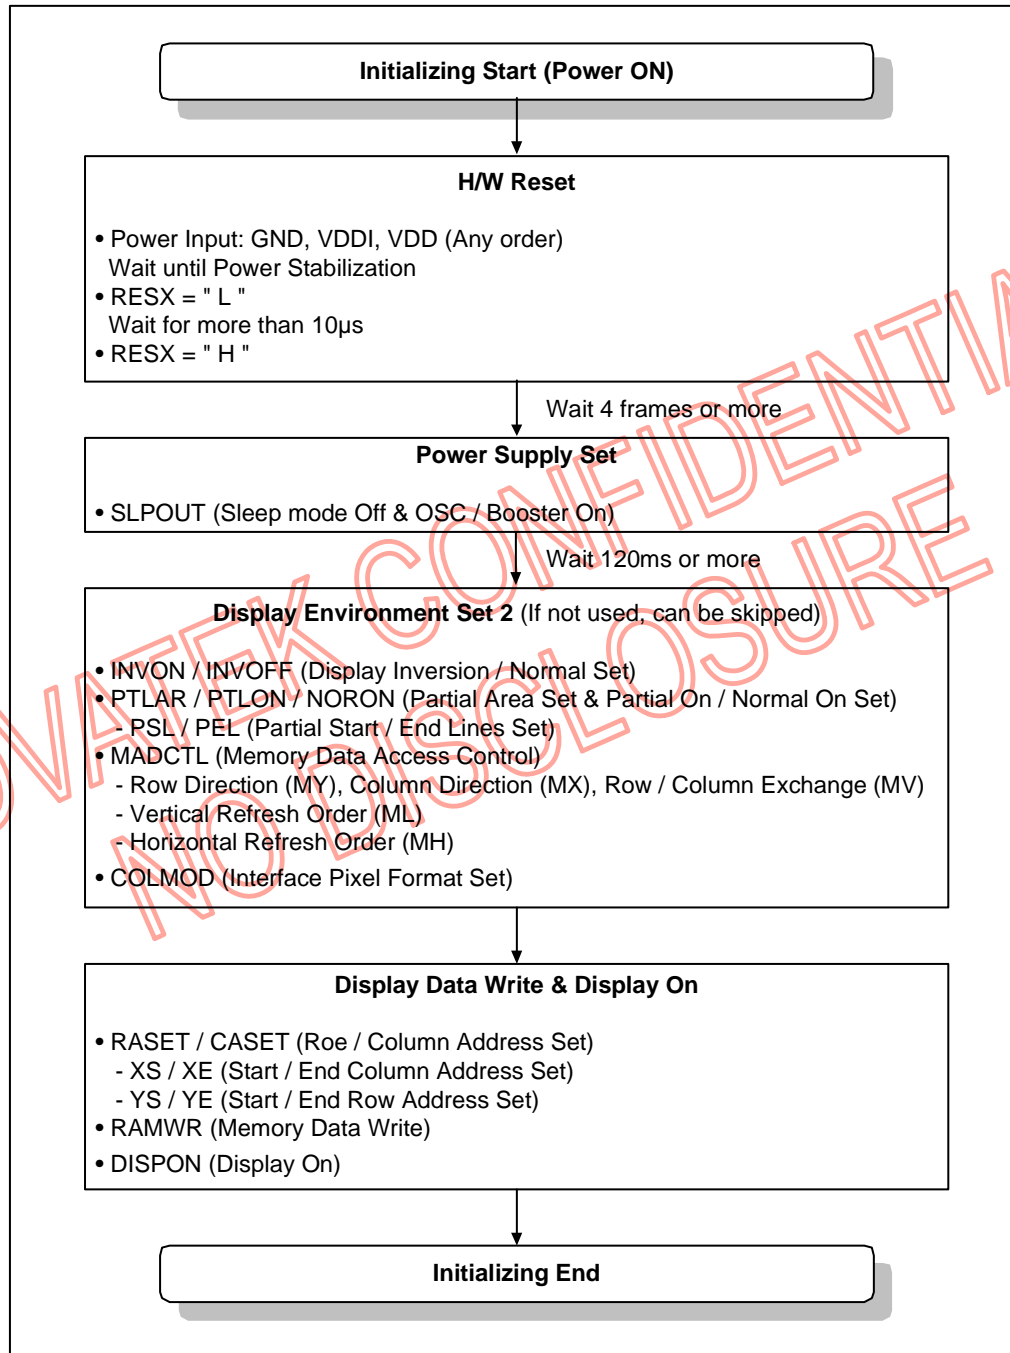 Initializing Start (Power ON)
H/W Reset
• Power Input: GND, VDDI, VDD (Any order)
Wait until Power Stabilization
• RESX = " L "
Wait for more than 10µs
• RESX = " H "
Wait 4 frames or more
Power Supply Set
• SLPOUT (Sleep mode Off & OSC / Booster On)
Wait 120ms or more
Display Environment Set 2 (If not used, can be skipped)
• INVON / INVOFF (Display Inversion / Normal Set)
• PTLAR / PTLON / NORON (Partial Area Set & Partial On / Normal On Set)
- PSL / PEL (Partial Start / End Lines Set)
• MADCTL (Memory Data Access Control)
- Row Direction (MY), Column Direction (MX), Row / Column Exchange (MV)
- Vertical Refresh Order (ML)
- Horizontal Refresh Order (MH)
• COLMOD (Interface Pixel Format Set)
Display Data Write & Display On
• RASET / CASET (Roe / Column Address Set)
- XS / XE (Start / End Column Address Set)
- YS / YE (Start / End Row Address Set)
• RAMWR (Memory Data Write)
• DISPON (Display On)
Initializing End
OVATEK CONFIDENTIA
NO DISCLOSURE